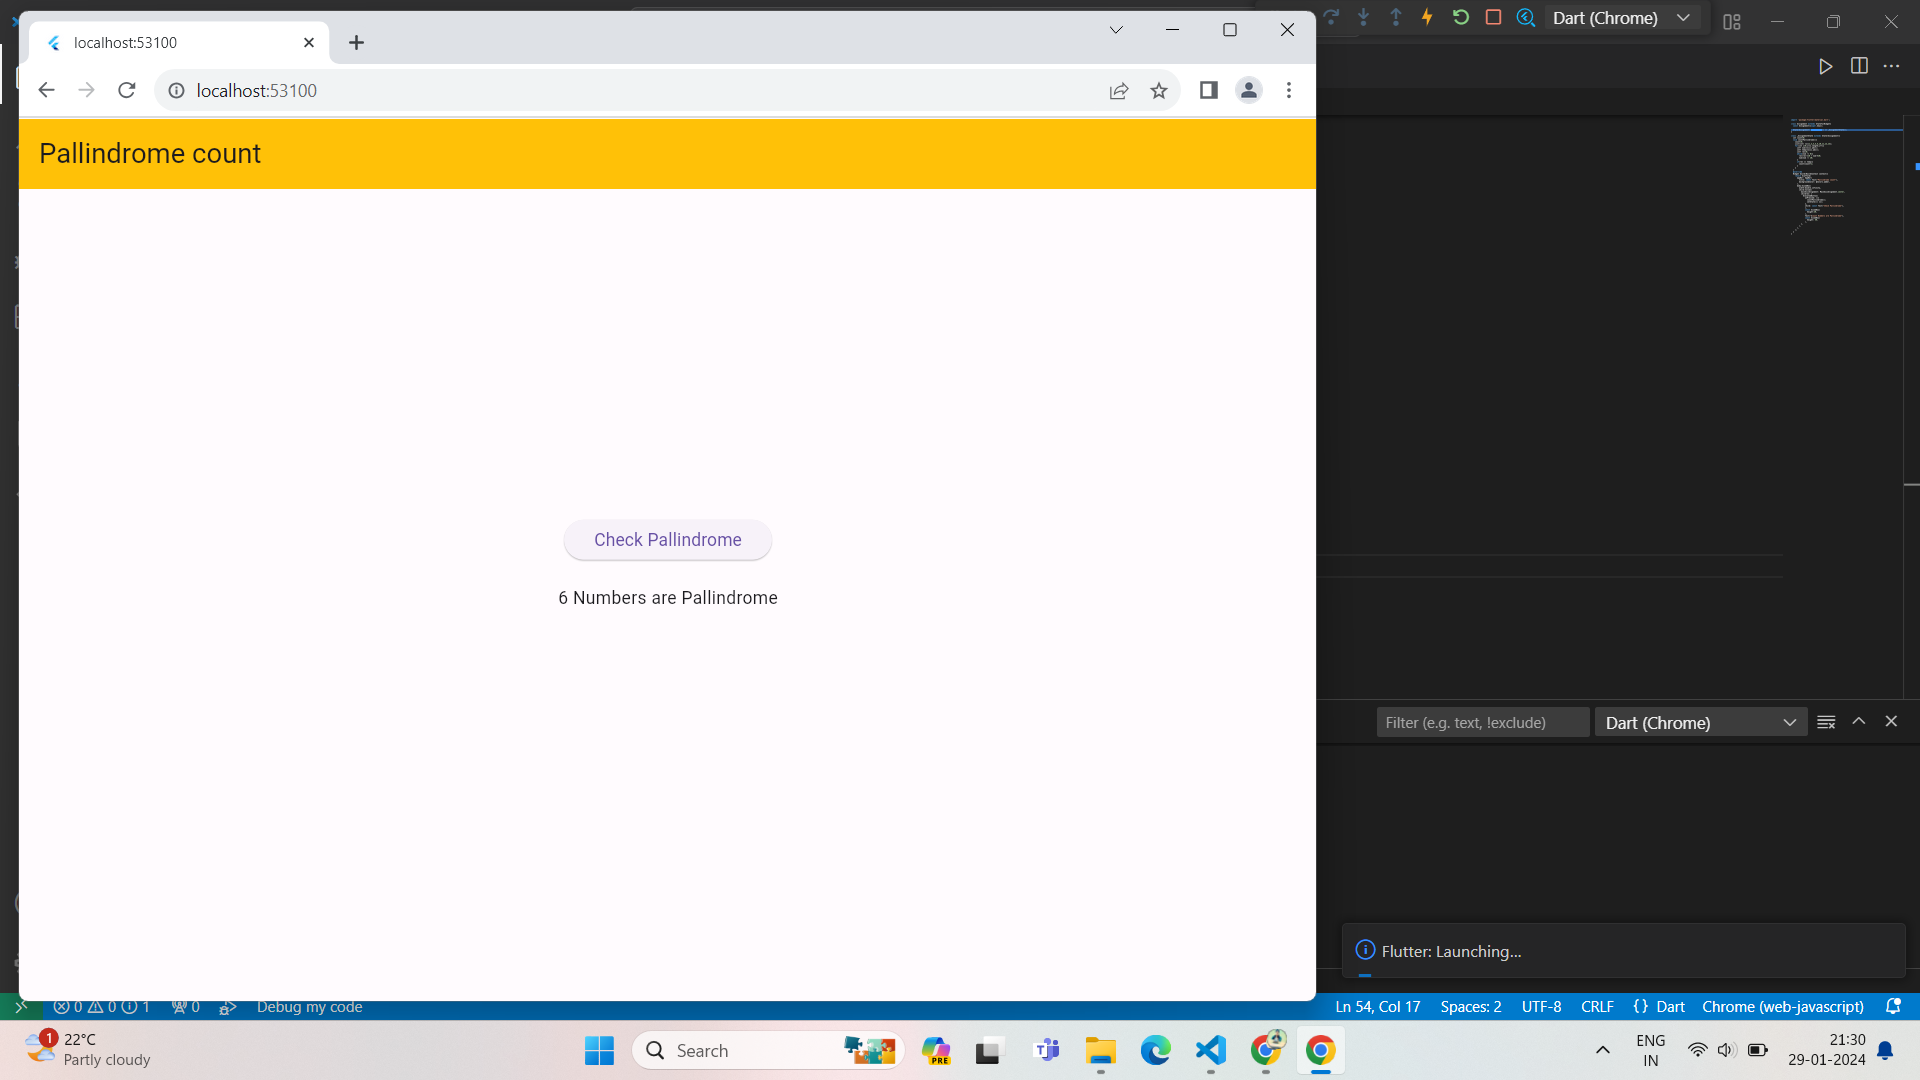 Dart (Chrome)
localhost:53100
localhost:53100
Pallindrome count
Check Pallindrome
6 Numbers are Pallindrome
Filter (e.g. text, !exclude)
Dart (Chrome)
Flutter: Launching...
0 0 1
0
Debug my code
Ln 54, Col 17
Spaces: 2
UTF-8
CRLF
{} Dart
Chrome (web-javascript)
1
22°C
Partly cloudy
Search
PRE
ENG
IN
21:30
29-01-2024